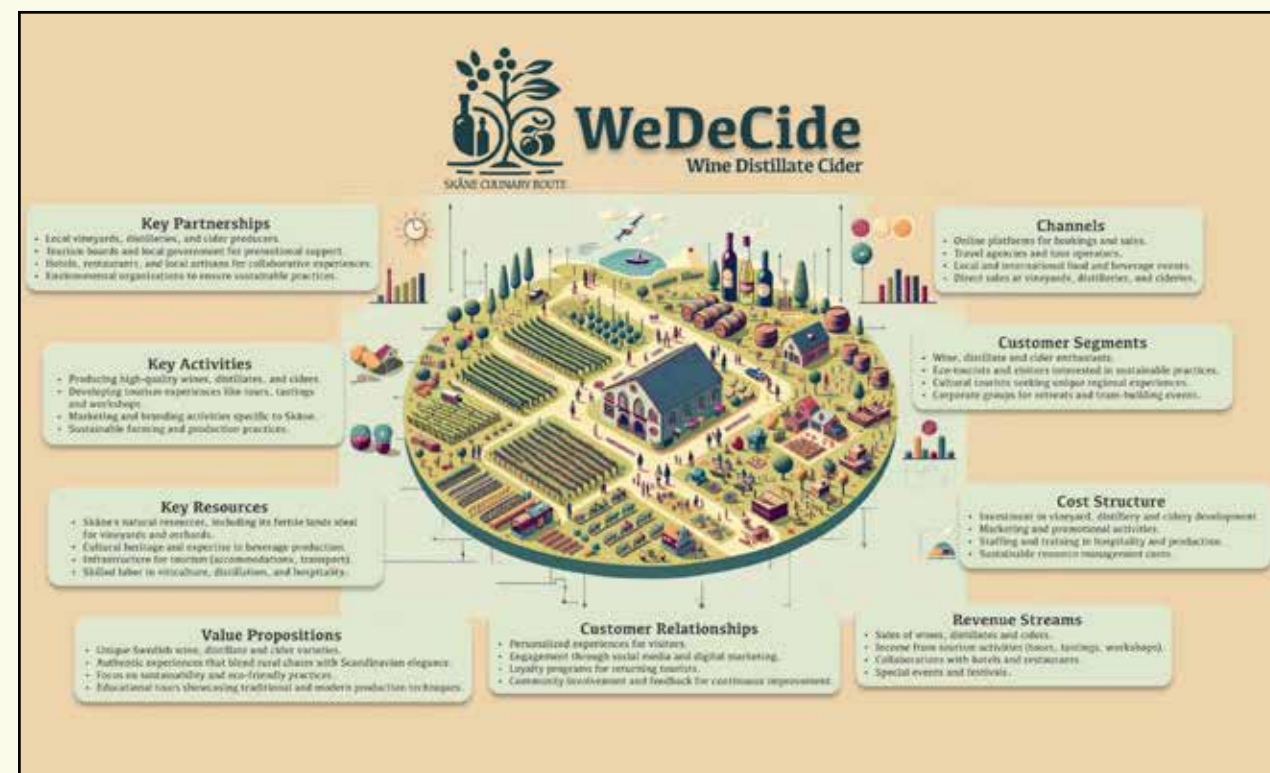 WeDeCide
Wine Distillate Cider
SKÅNE CULINARY ROUTE
Key Partnerships
• Local vineyards, distilleries, and cider producers.
• Tourism boards and local government for promotional support.
• Hotels, restaurants, and local artisans for collaborative experiences.
• Environmental organizations to ensure sustainable practices.
Key Activities
• Producing high-quality wines, distillates, and ciders
• Developing tourism experiences like tours, tastings
and workshops
• Marketing and branding activities specific to Skåne.
• Sustainable farming and production practices.
Key Resources
• Skåne's natural resources, including its fertile lands ideal
for vineyards and orchards.
• Cultural heritage and expertise in beverage production.
• Infrastructure for tourism (accommodations, transport).
• Skilled labor in viticulture, distillation, and hospitality.
Value Propositions
• Unique Swedish wine, distillate and cider varieties.
• Authentic experiences that blend rural charm with Scandinavian elegance.
• Focus on sustainability and eco-friendly practices
• Educational tours showcasing traditional and modern production techniques.
Customer Relationships
• Personalized experiences for visitors.
• Engagement through social media and digital marketing.
• Loyalty programs for returning tourists.
• Community involvement and feedback for continuous improvement.
Channels
• Online platforms for bookings and sales.
• Travel agencies and tour operators.
• Local and international food and beverage events.
• Direct sales at vineyards, distilleries, and cideries.
Customer Segments
• Wine, distillate and cider enthusiasts.
• Eco-tourists and visitors interested in sustainable practices.
• Cultural tourists seeking unique regional experiences.
• Corporate groups for retreats and team-building events.
Cost Structure
• Investment in vineyard, distillery and cidery development
• Marketing and promotional activities.
• Staffing and training in hospitality and production.
• Sustainable resource management costs
Revenue Streams
• Sales of wines, distillates and ciders.
• Income from tourism activities (tours, tastings, workshops).
• Collaborations with hotels and restaurants
• Special events and festivals.